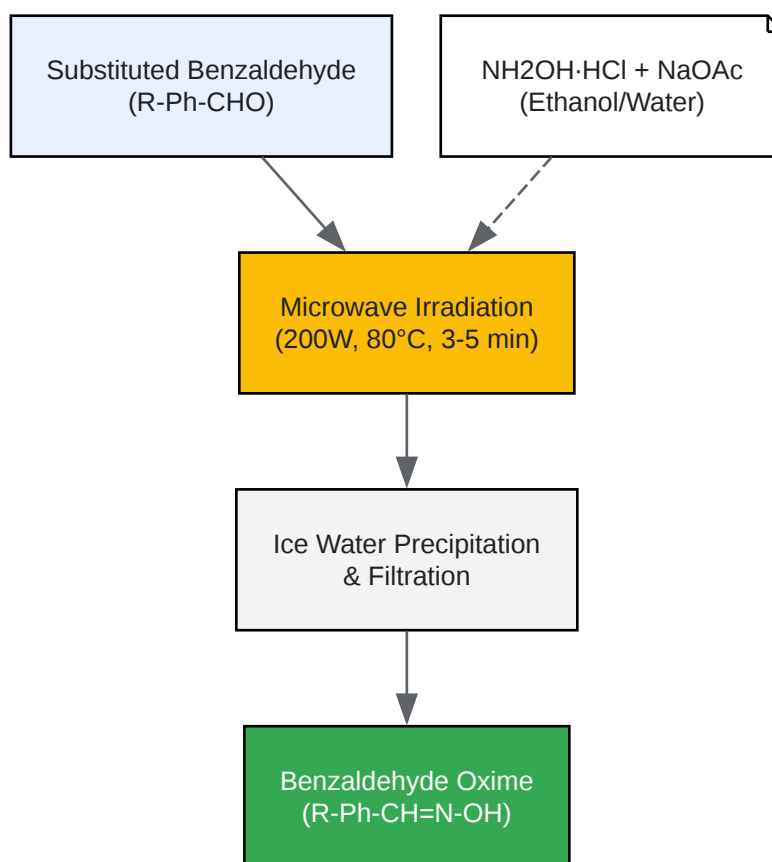 Substituted Benzaldehyde
(R-Ph-CHO)
NH2OH·HCl + NaOAc
(Ethanol/Water)
Microwave Irradiation
(200W, 80°C, 3-5 min)
Ice Water Precipitation
& Filtration
Benzaldehyde Oxime
(R-Ph-CH=N-OH)